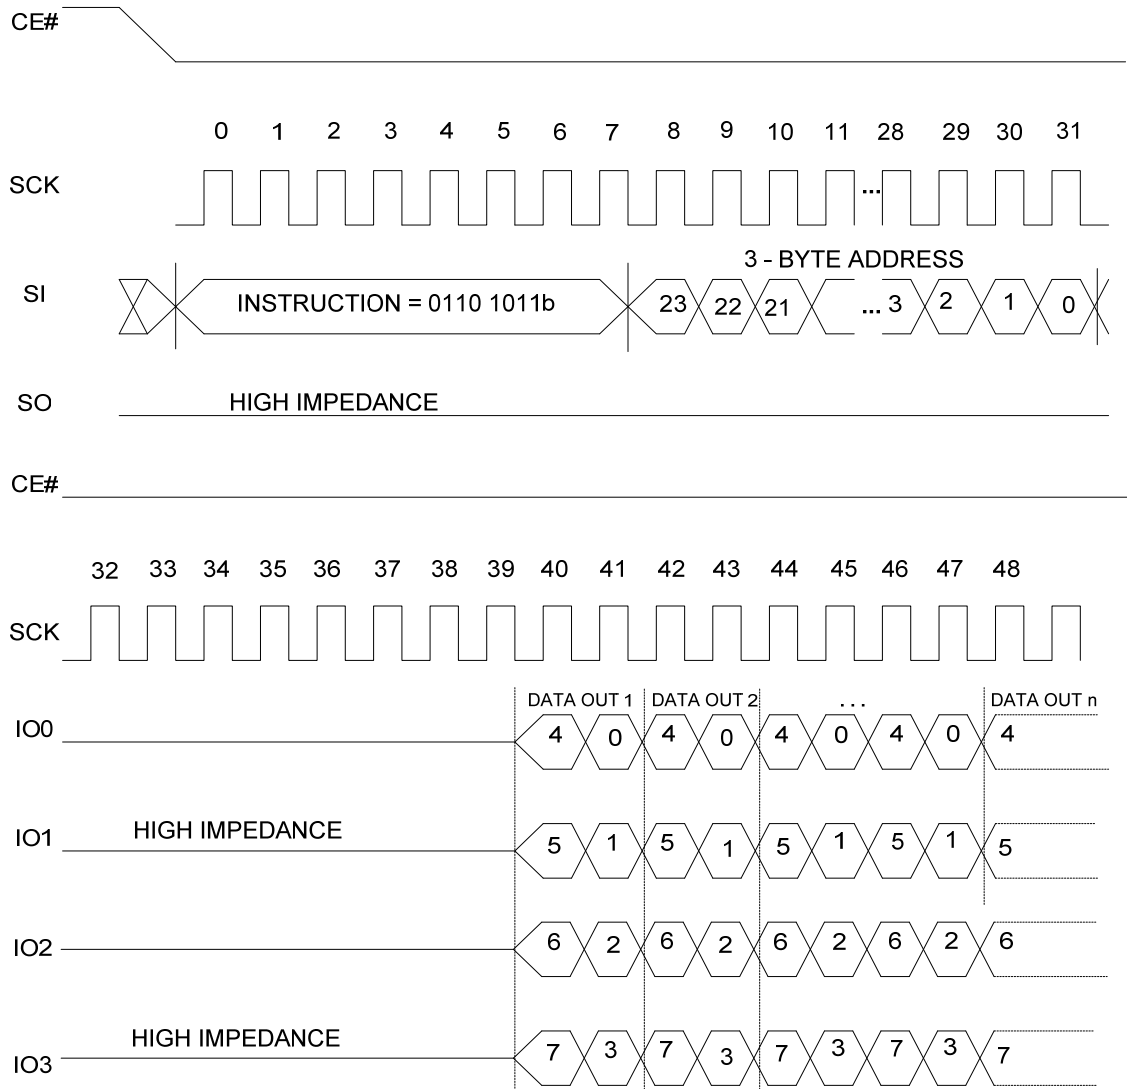 CE#
0 1 2 3 4 5 6 7 8 9 10 11 28 29 30 31
SCK ...
3 - BYTE ADDRESS
SI INSTRUCTION = 0110 1011b 23 22 21 ... 3 2 1 0
SO HIGH IMPEDANCE
CE#
32 33 34 35 36 37 38 39 40 41 42 43 44 45 46 47 48
SCK
DATA OUT 1 DATA OUT 2 ... DATA OUT n
IO0 4 0 4 0 4 0 4 0 4
IO1 HIGH IMPEDANCE 5 1 5 1 5 1 5 1 5
IO2 6 2 6 2 6 2 6 2 6
IO3 HIGH IMPEDANCE 7 3 7 3 7 3 7 3 7